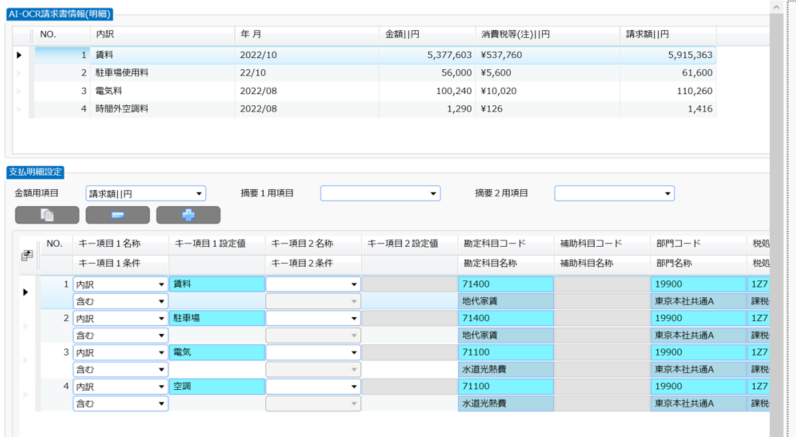 AI-OCR請求書情報(明細)
NO. 内訳 年 月 金額||円 消費税等(注)||円 請求額||円
1 賃料 2022/10 5,377,603 ¥537,760 5,915,363
2 駐車場使用料 22/10 56,000 ¥5,600 61,600
3 電気料 2022/08 100,240 ¥10,020 110,260
4 時間外空調料 2022/08 1,290 ¥126 1,416
支払明細設定
金額用項目 請求額||円 摘要1用項目 摘要2用項目
NO. キー項目1名称 キー項目1設定値 キー項目2名称 キー項目2設定値 勘定科目コード 補助科目コード 部門コード 税処
キー項目1条件 キー項目2条件 勘定科目名称 補助科目名称 部門名称 税処
1 内訳 賃料 71400 19900 1Z7
含む 地代家賃 東京本社共通A 課税
2 内訳 駐車場 71400 19900 1Z7
含む 地代家賃 東京本社共通A 課税
3 内訳 電気 71100 19900 1Z7
含む 水道光熱費 東京本社共通A 課税
4 内訳 空調 71100 19900 1Z7
含む 水道光熱費 東京本社共通A 課税